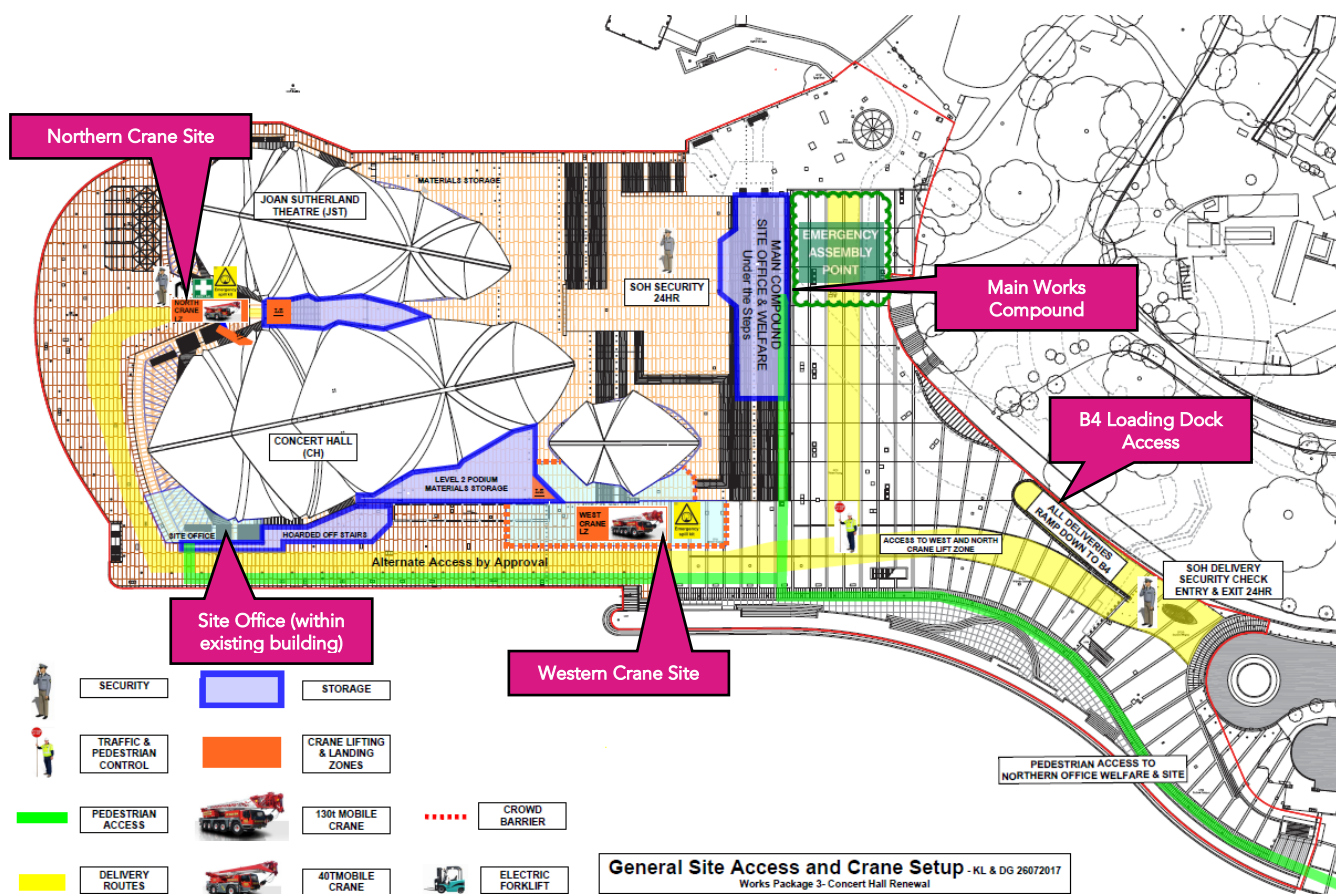 Northern Crane Site
MATERIALS STORAGE
JOAN SUTHERLAND
THEATRE (JST)
EMERGENCY
ASSEMBLY
POINT
MAIN COMPOUND
SITE OFFICE & WELFARE
Under the Steps
SOH SECURITY
24HR
Main Works
Compound
Emergency
spill kit
NORTH
CRANE
LZ
B4 Loading Dock
Access
CONCERT HALL
(CH)
LEVEL 2 PODIUM
MATERIALS STORAGE
ALL DELIVERIES
RAMP DOWN TO B4
WEST
CRANE
LZ
Emergency
spill kit
SITE OFFICE
HOARDED OFF STAIRS
ACCESS TO WEST AND NORTH
CRANE LIFT ZONE
Alternate Access by Approval
SOH DELIVERY
SECURITY CHECK
ENTRY & EXIT 24HR
Site Office (within
existing building)
Western Crane Site
SECURITY
STORAGE
TRAFFIC &
PEDESTRIAN
CONTROL
CRANE LIFTING
& LANDING
ZONES
PEDESTRIAN ACCESS TO
NORTHERN OFFICE WELFARE & SITE
PEDESTRIAN
ACCESS
130t MOBILE
CRANE
CROWD
BARRIER
DELIVERY
ROUTES
40TMOBILE
CRANE
ELECTRIC
FORKLIFT
General Site Access and Crane Setup - KL & DG 26072017
Works Package 3- Concert Hall Renewal